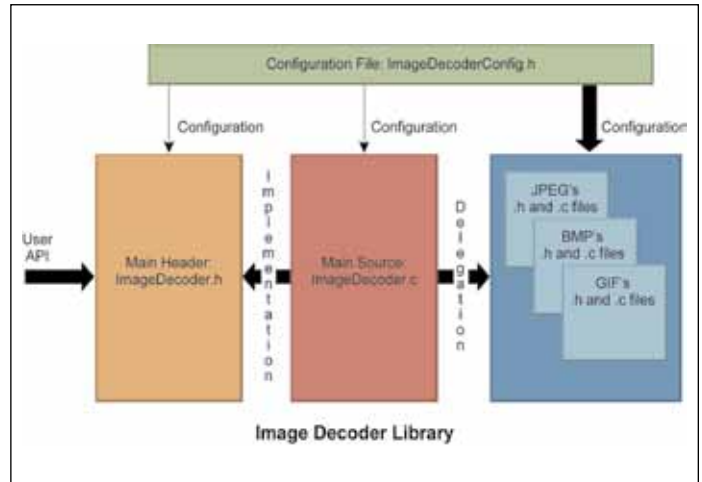 Configuration File: ImageDecoderConfig.h
Configuration
Configuration
Configuration
User
API
Main Header:
ImageDecoder.h
Implementation
Main Source:
ImageDecoder.c
Delegation
JPEG's
.h and .c files
BMP's
.h and .c files
GIF's
.h and .c files
Image Decoder Library